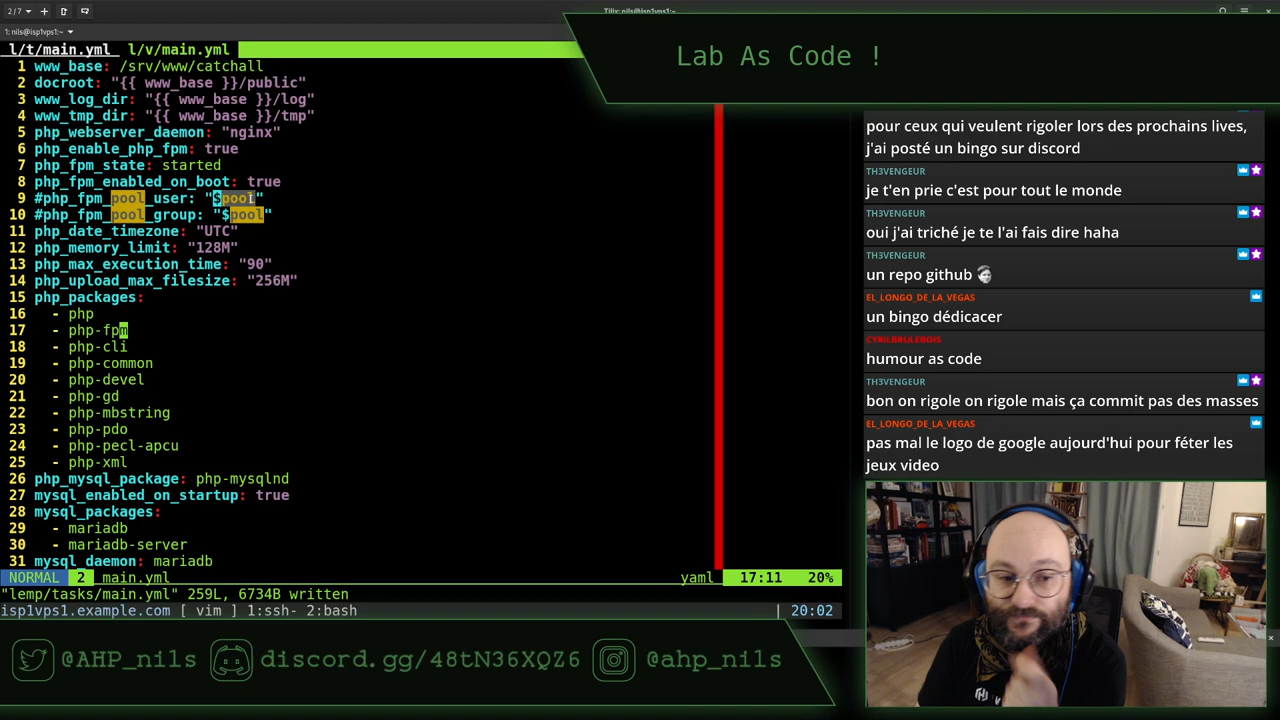 2/7
Tilix: nils@isp1vps1:~
1: nils@isp1vps1:~
l/t/main.yml l/v/main.yml
1 www_base: /srv/www/catchall
2 docroot: "{{ www_base }}/public"
3 www_log_dir: "{{ www_base }}/log"
4 www_tmp_dir: "{{ www_base }}/tmp"
5 php_webserver_daemon: "nginx"
6 php_enable_php_fpm: true
7 php_fpm_state: started
8 php_fpm_enabled_on_boot: true
9 #php_fpm_pool_user: "$pool"
10 #php_fpm_pool_group: "$pool"
11 php_date_timezone: "UTC"
12 php_memory_limit: "128M"
13 php_max_execution_time: "90"
14 php_upload_max_filesize: "256M"
15 php_packages:
16 - php
17 - php-fpm
18 - php-cli
19 - php-common
20 - php-devel
21 - php-gd
22 - php-mbstring
23 - php-pdo
24 - php-pecl-apcu
25 - php-xml
26 php_mysql_package: php-mysqlnd
27 mysql_enabled_on_startup: true
28 mysql_packages:
29 - mariadb
30 - mariadb-server
31 mysql_daemon: mariadb
NORMAL 2 main.yml yaml 17:11 20%
"lemp/tasks/main.yml" 259L, 6734B written
isp1vps1.example.com [ vim ] 1:ssh- 2:bash | 20:02
Lab As Code !
pour ceux qui veulent rigoler lors des prochains lives,
j'ai posté un bingo sur discord
TH3VENGEUR
je t'en prie c'est pour tout le monde
TH3VENGEUR
oui j'ai triché je te l'ai fais dire haha
TH3VENGEUR
un repo github
EL_LONGO_DE_LA_VEGAS
un bingo dédicacer
CYRILBRULEBOIS
humour as code
TH3VENGEUR
bon on rigole on rigole mais ça commit pas des masses
EL_LONGO_DE_LA_VEGAS
pas mal le logo de google aujourd'hui pour féter les
jeux video
@AHP_nils discord.gg/48tN36XQZ6 @ahp_nils